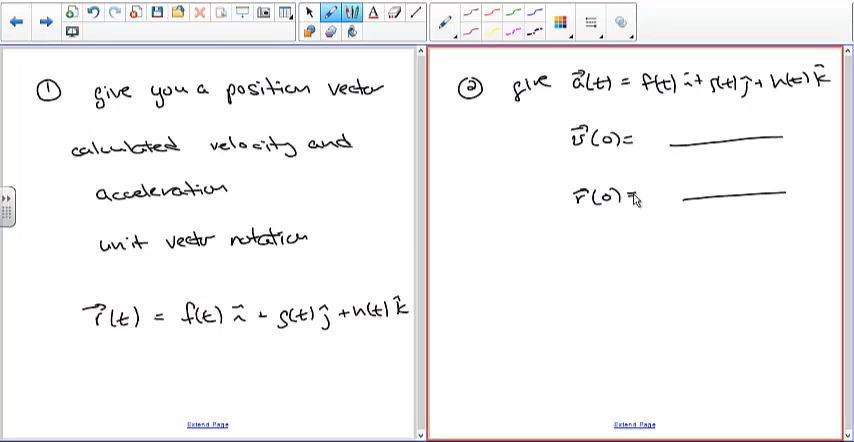 ① give you a position vector
calculated velocity and
acceleration
unit vector notation
r⃗(t) = f(t) î + g(t) ĵ + h(t) k̂
Extend Page
② give a⃗(t) = f(t) î + g(t) ĵ + h(t) k̂
v⃗(0) =
r⃗(0) =
Extend Page